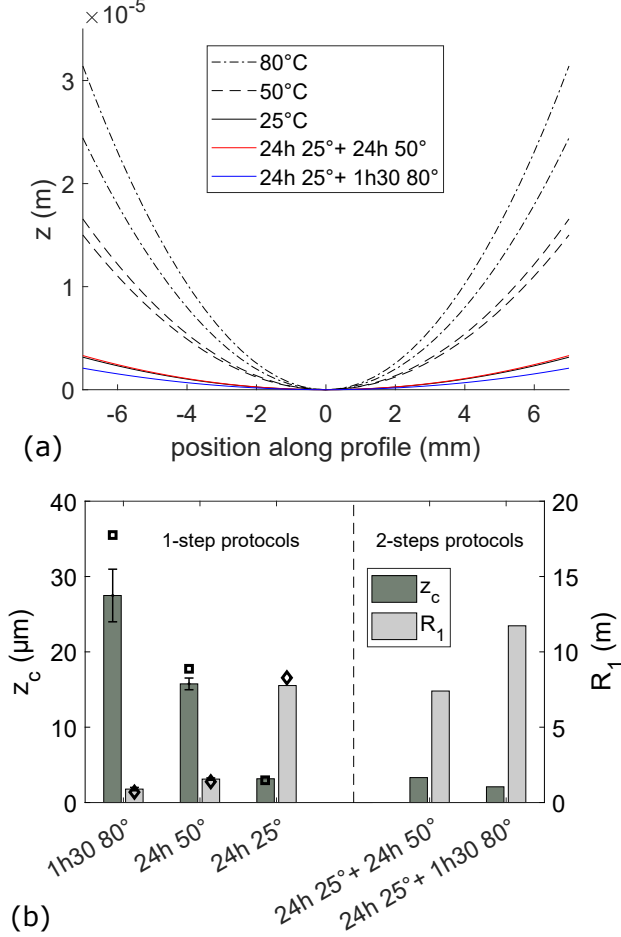 ×10⁻⁵
3
2
1
0
z (m)
80°C
50°C
25°C
24h 25°+ 24h 50°
24h 25°+ 1h30 80°
-6 -4 -2 0 2 4 6
position along profile (mm)
(a)
40
30
20
10
0
z_c (μm)
1-step protocols
2-steps protocols
z_c
R_1
20
15
10
5
0
R_1 (m)
1h30 80°
24h 50°
24h 25°
24h 25°+ 24h 50°
24h 25°+ 1h30 80°
(b)